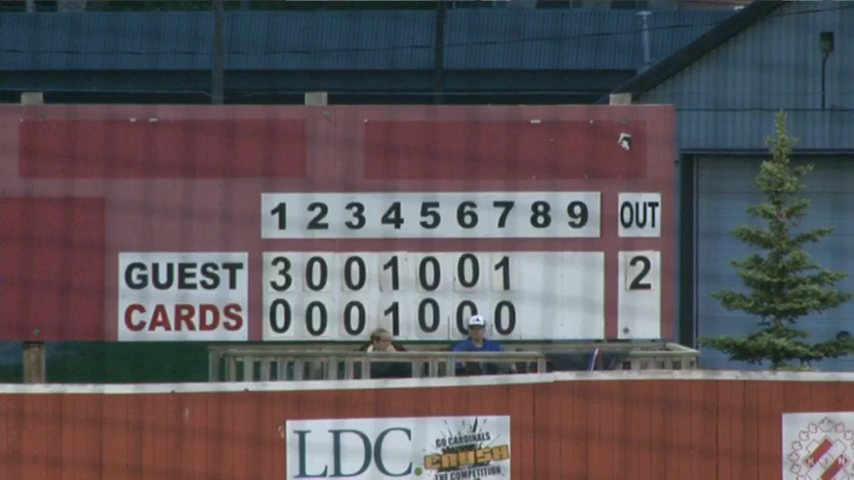 1 2 3 4 5 6 7 8 9 OUT
GUEST 3 0 0 1 0 0 1 2
CARDS 0 0 0 1 0 0 0
LDC.
GO CARDINALS
CRUSH
THE COMPETITION